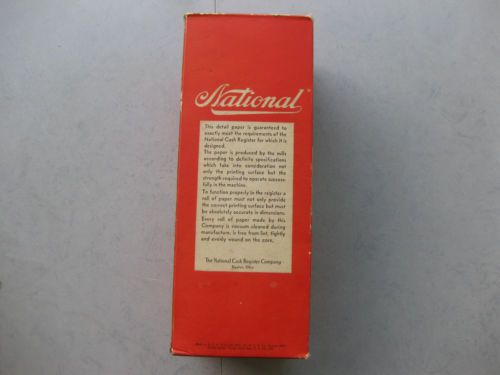 National
This detail paper is guaranteed to
exactly meet the requirements of the
National Cash Register for which it is
designed.
The paper is produced by the mills
according to definite specifications
which take into consideration not
only the printing surface but the
strength required to operate success-
fully in the machine.
To function properly in the register a
roll of paper must not only provide
the correct printing surface but must
be absolutely accurate in dimensions.
Every roll of paper made by this
Company is vacuum cleaned during
manufacture, is free from lint, tightly
and evenly wound on the core.
The National Cash Register Company
Dayton, Ohio